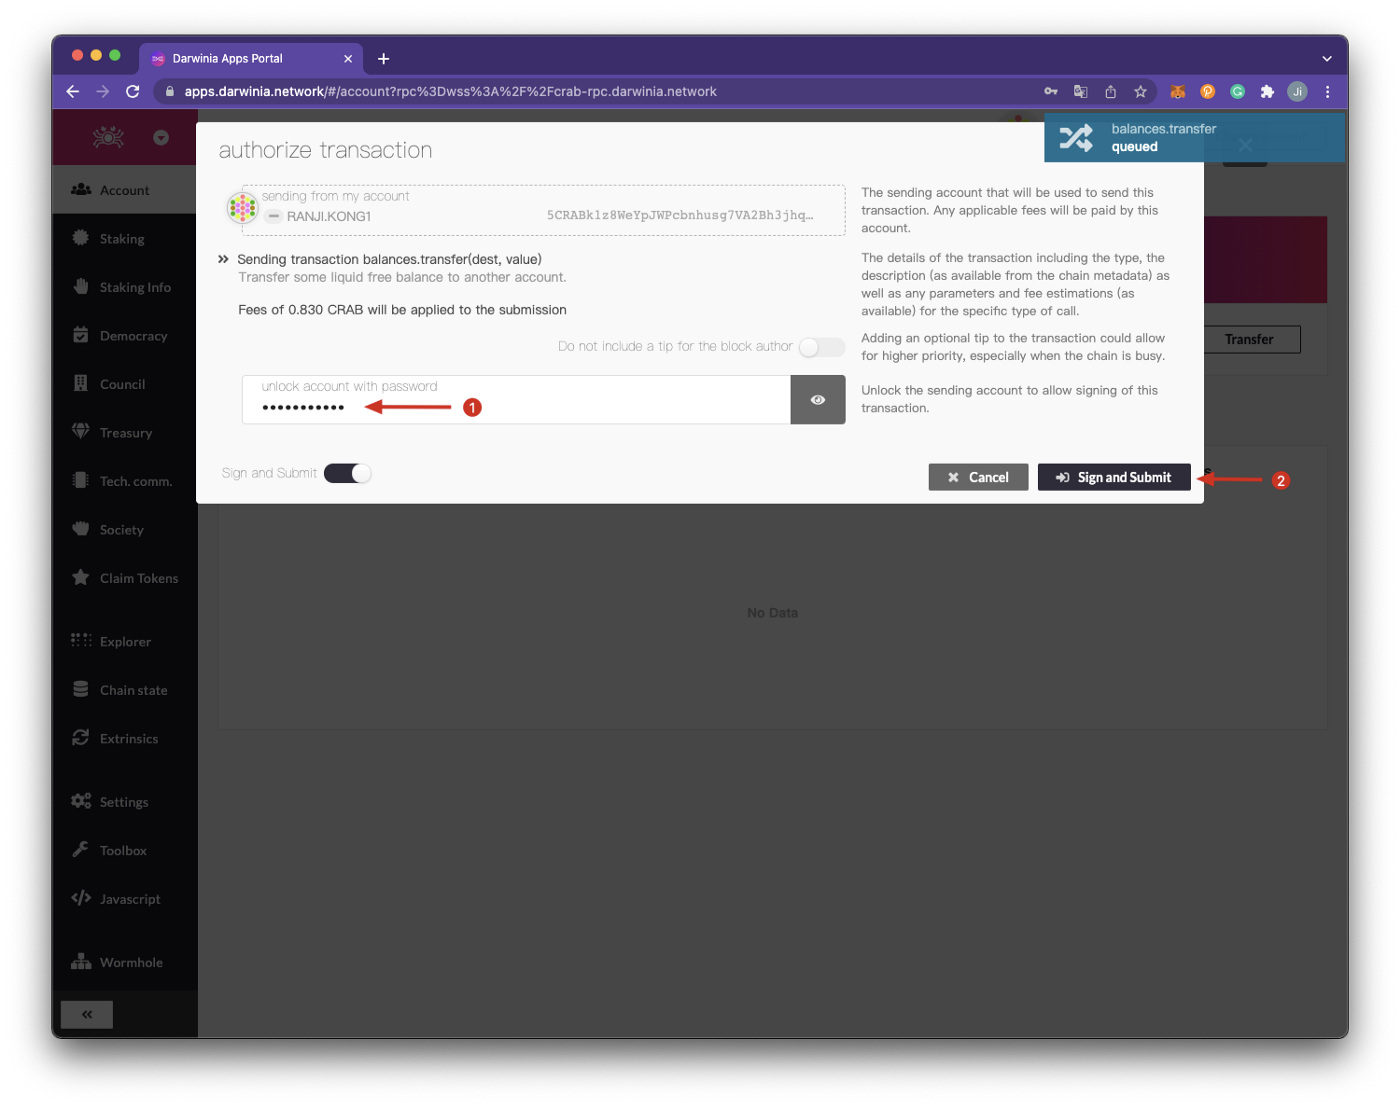 Darwinia Apps Portal
apps.darwinia.network/#/account?rpc%3Dwss%3A%2F%2Fcrab-rpc.darwinia.network
Ji
balances.transfer
queued
authorize transaction
sending from my account
RANJI.KONG1
5CRABk1z8WeYpJWPcbnhusg7VA2Bh3jhq…
The sending account that will be used to send this
transaction. Any applicable fees will be paid by this
account.
Sending transaction balances.transfer(dest, value)
Transfer some liquid free balance to another account.
Fees of 0.830 CRAB will be applied to the submission
The details of the transaction including the type, the
description (as available from the chain metadata) as
well as any parameters and fee estimations (as
available) for the specific type of call.
Do not include a tip for the block author
Adding an optional tip to the transaction could allow
for higher priority, especially when the chain is busy.
unlock account with password
•••••••••••
1
Unlock the sending account to allow signing of this
transaction.
Sign and Submit
Cancel
Sign and Submit
2
Transfer
No Data
Account
Staking
Staking Info
Democracy
Council
Treasury
Tech. comm.
Society
Claim Tokens
Explorer
Chain state
Extrinsics
Settings
Toolbox
Javascript
Wormhole